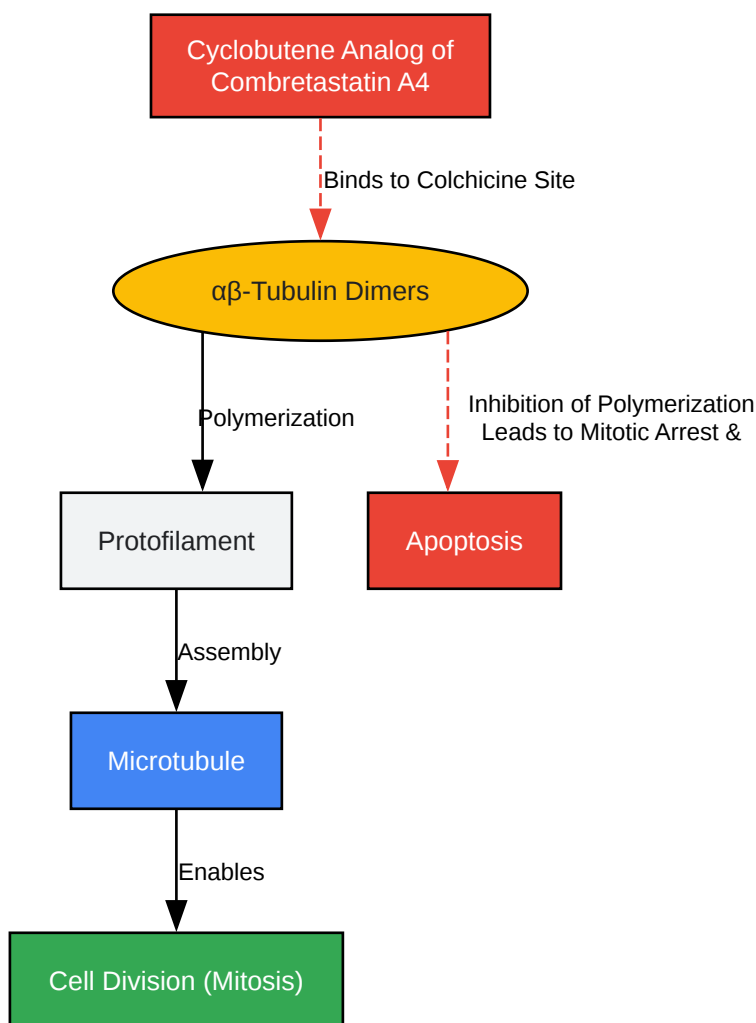 Cyclobutene Analog of
Combretastatin A4
Binds to Colchicine Site
αβ-Tubulin Dimers
Polymerization
Inhibition of Polymerization
Leads to Mitotic Arrest &
Protofilament
Apoptosis
Assembly
Microtubule
Enables
Cell Division (Mitosis)